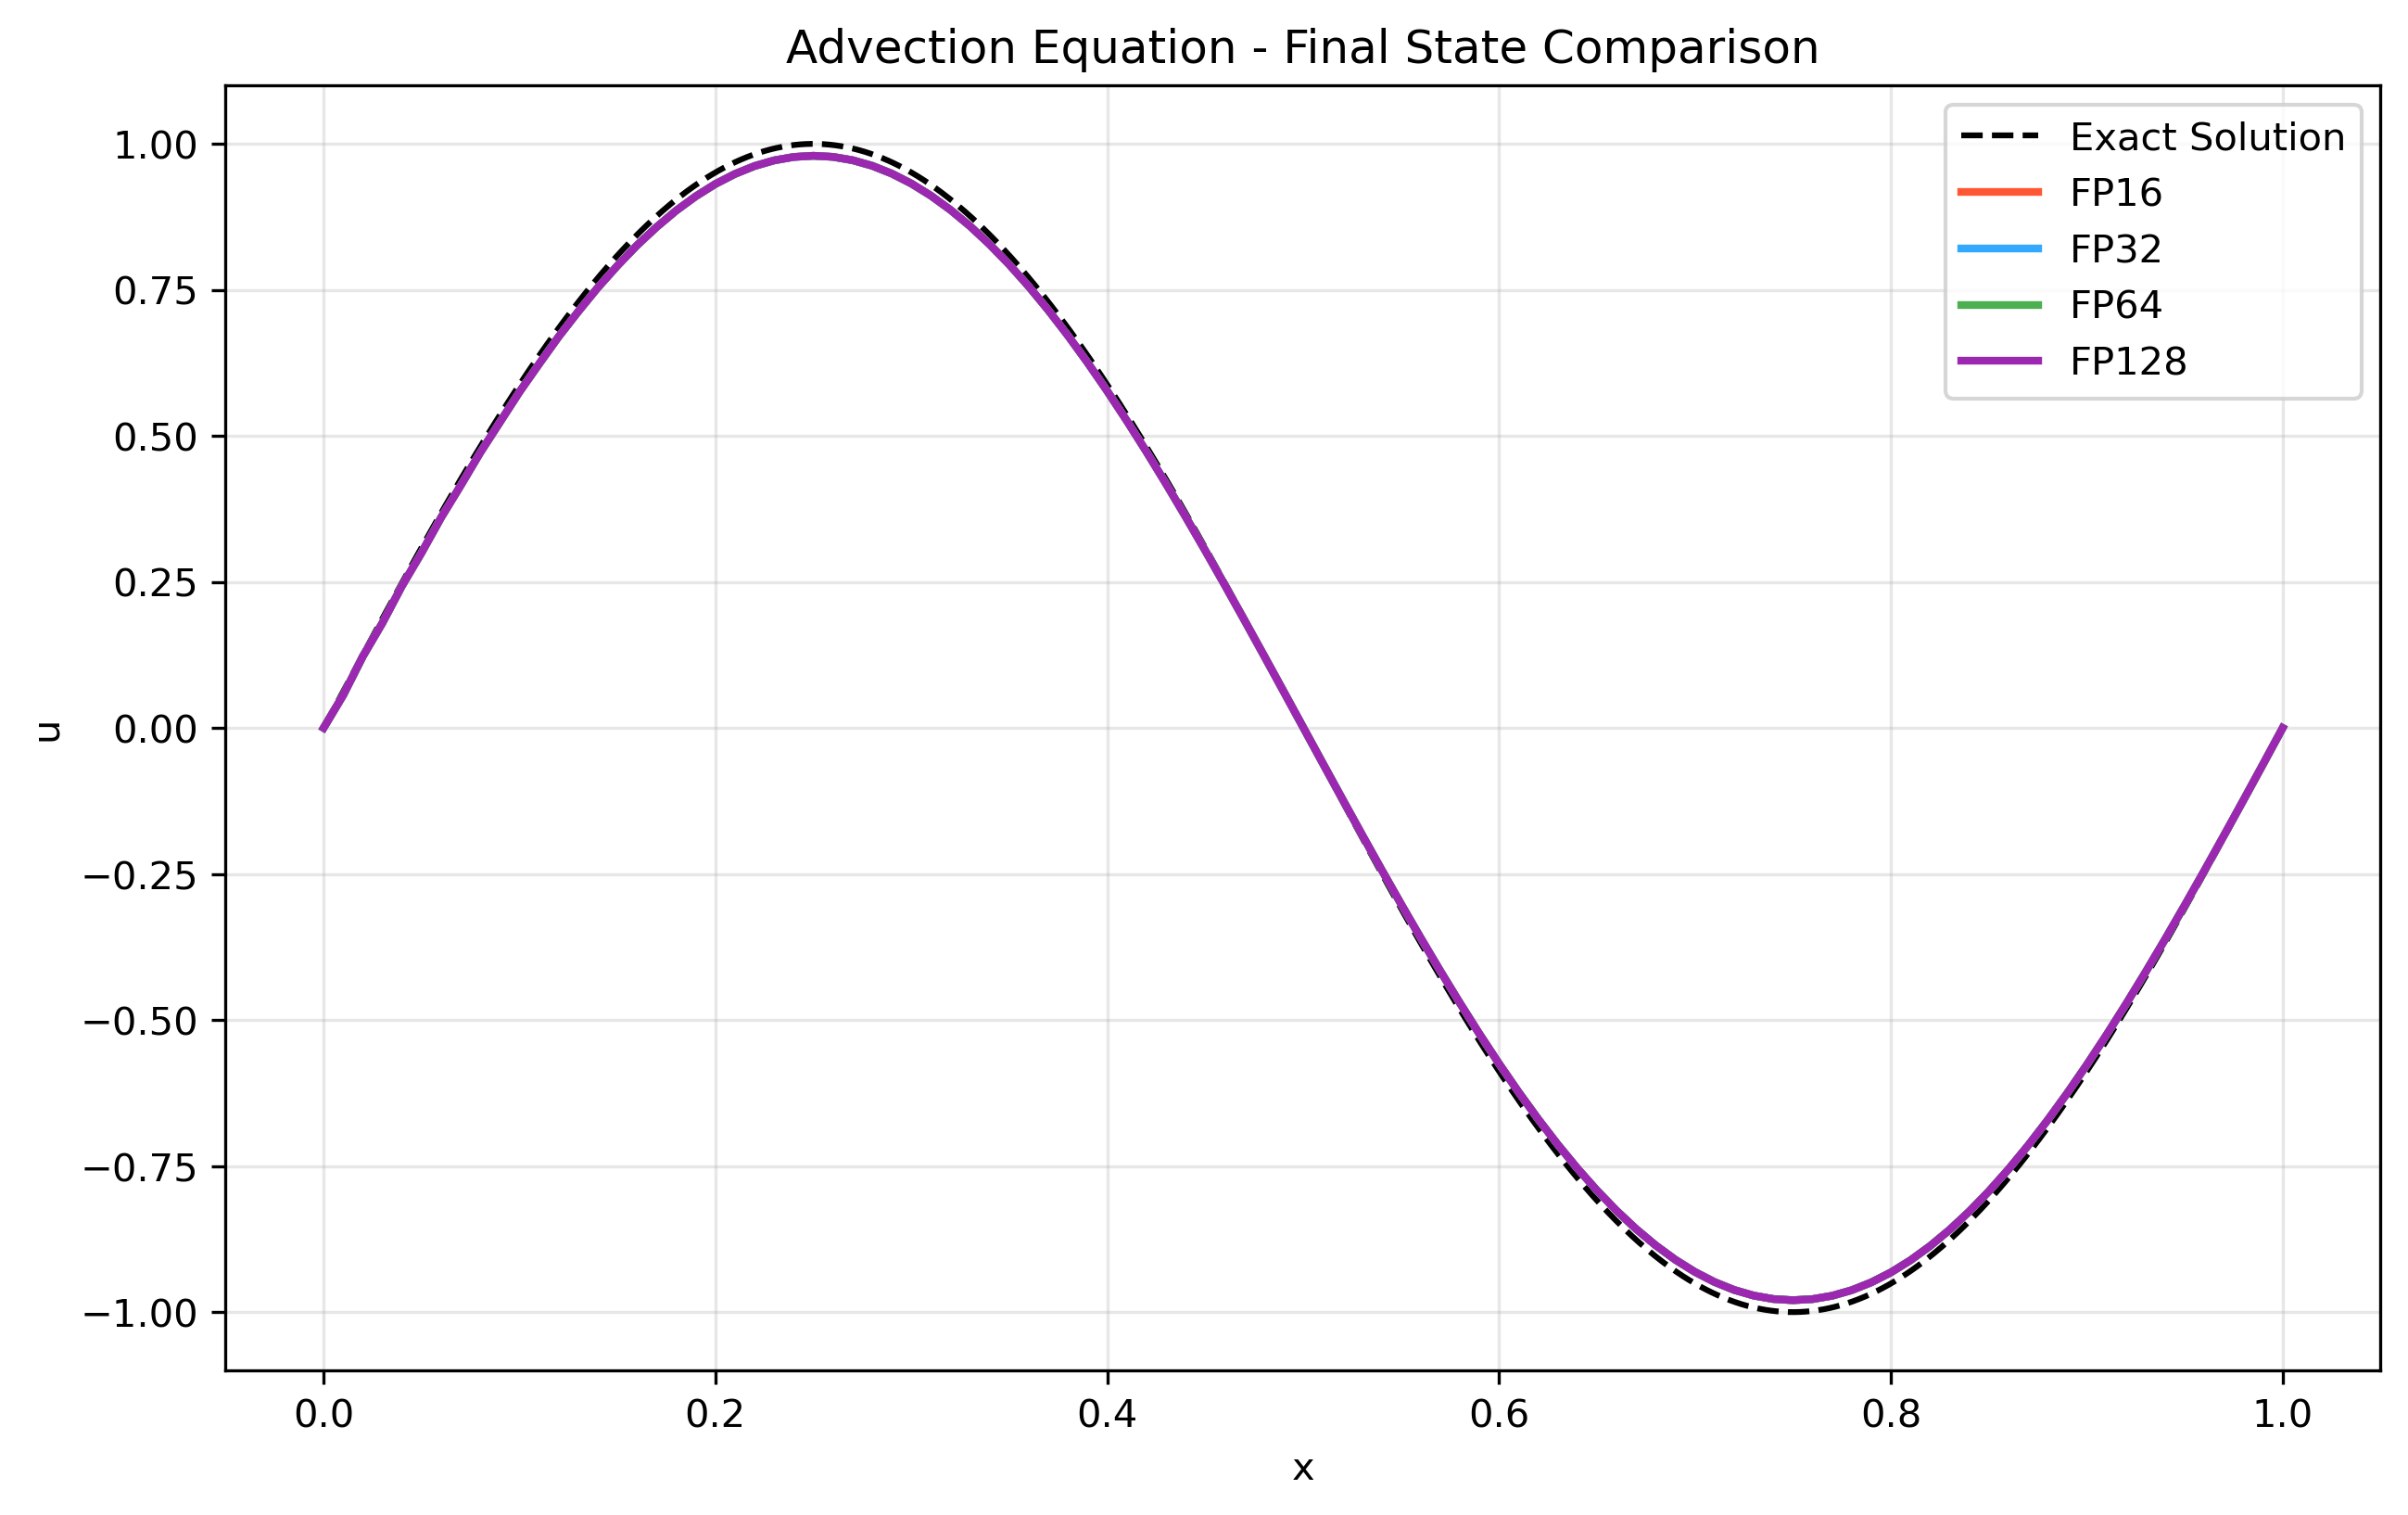 Advection Equation - Final State Comparison
Exact Solution
FP16
FP32
FP64
FP128
1.00
0.75
0.50
0.25
0.00
−0.25
−0.50
−0.75
−1.00
u
0.0 0.2 0.4 0.6 0.8 1.0
x